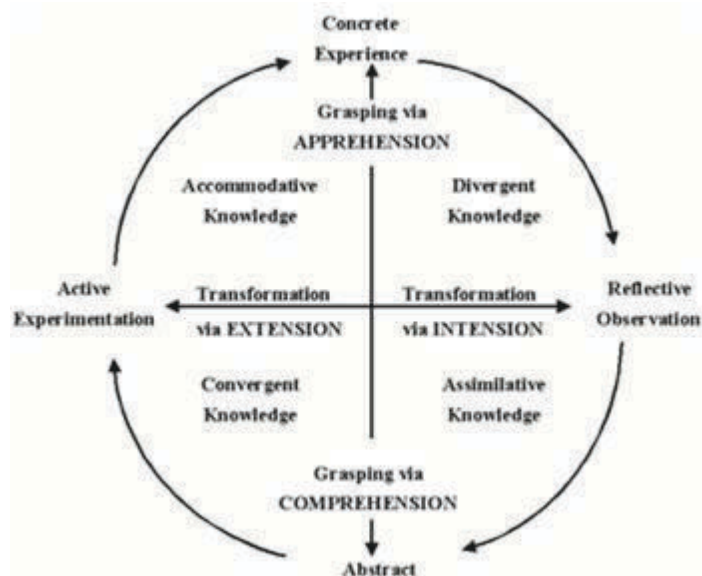 Concrete
Experience
Grasping via
APPREHENSION
Accommodative
Knowledge
Divergent
Knowledge
Active
Experimentation
Transformation
via EXTENSION
Transformation
via INTENSION
Reflective
Observation
Convergent
Knowledge
Assimilative
Knowledge
Grasping via
COMPREHENSION
Abstract